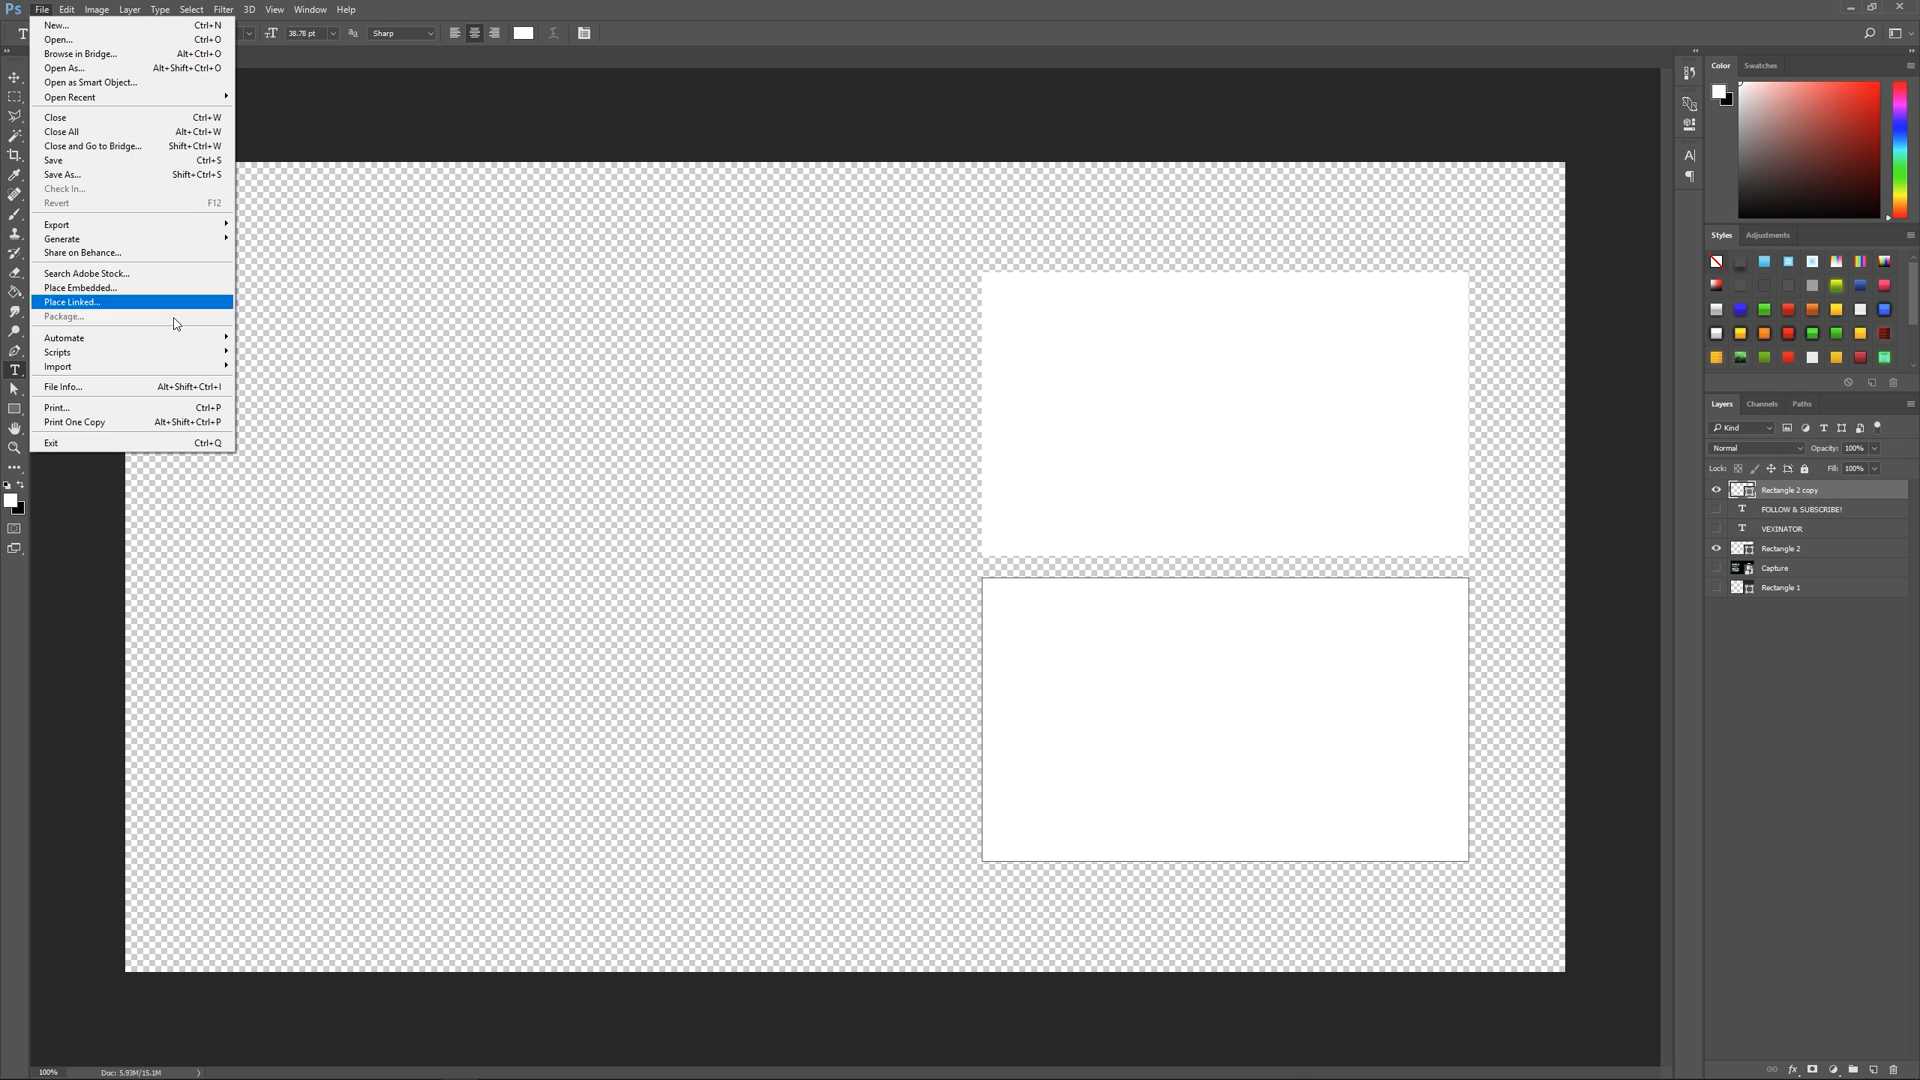 Ps File Edit Image Layer Type Select Filter 3D View Window Help
T 38.78 pt aa Sharp
New... Ctrl+N
Open... Ctrl+O
Browse in Bridge... Alt+Ctrl+O
Open As... Alt+Shift+Ctrl+O
Open as Smart Object...
Open Recent
Close Ctrl+W
Close All Alt+Ctrl+W
Close and Go to Bridge... Shift+Ctrl+W
Save Ctrl+S
Save As... Shift+Ctrl+S
Check In...
Revert F12
Export
Generate
Share on Behance...
Search Adobe Stock...
Place Embedded...
Place Linked...
Package...
Automate
Scripts
Import
File Info... Alt+Shift+Ctrl+I
Print... Ctrl+P
Print One Copy Alt+Shift+Ctrl+P
Exit Ctrl+Q
Color Swatches
Styles Adjustments
Layers Channels Paths
Kind
Normal Opacity: 100%
Lock: Fill: 100%
Rectangle 2 copy
T FOLLOW & SUBSCRIBE!
T VEXINATOR
Rectangle 2
Capture
Rectangle 1
fx
100% Doc: 5.93M/15.1M